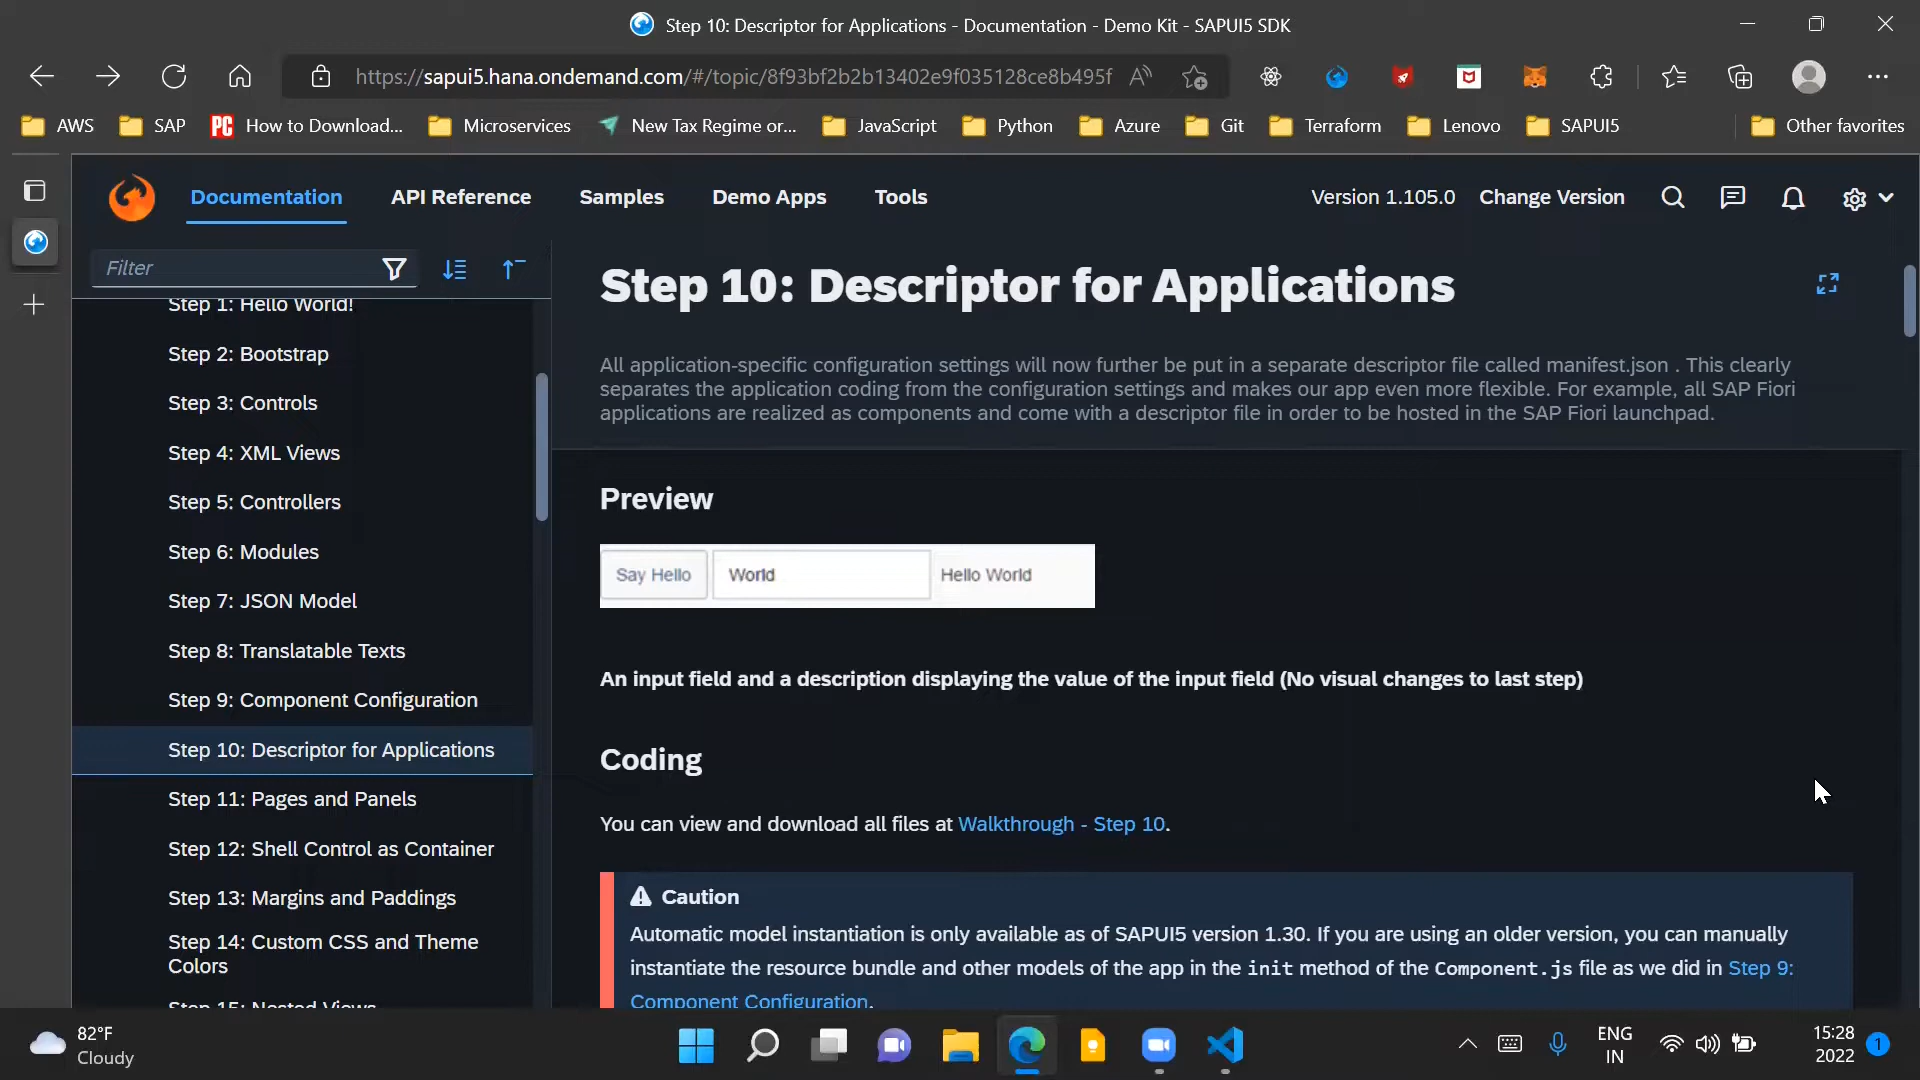 Step 10: Descriptor for Applications - Documentation - Demo Kit - SAPUI5 SDK
https://sapui5.hana.ondemand.com/#/topic/8f93bf2b2b13402e9f035128ce8b495f
AWS SAP How to Download... Microservices New Tax Regime or... JavaScript Python Azure Git Terraform Lenovo SAPUI5 Other favorites
Documentation API Reference Samples Demo Apps Tools Version 1.105.0 Change Version
Filter
Step 1: Hello World!
Step 2: Bootstrap
Step 3: Controls
Step 4: XML Views
Step 5: Controllers
Step 6: Modules
Step 7: JSON Model
Step 8: Translatable Texts
Step 9: Component Configuration
Step 10: Descriptor for Applications
Step 11: Pages and Panels
Step 12: Shell Control as Container
Step 13: Margins and Paddings
Step 14: Custom CSS and Theme
Colors
Step 15: Nested Views
Step 10: Descriptor for Applications
All application-specific configuration settings will now further be put in a separate descriptor file called manifest.json . This clearly
separates the application coding from the configuration settings and makes our app even more flexible. For example, all SAP Fiori
applications are realized as components and come with a descriptor file in order to be hosted in the SAP Fiori launchpad.
Preview
Say Hello World Hello World
An input field and a description displaying the value of the input field (No visual changes to last step)
Coding
You can view and download all files at Walkthrough - Step 10.
Caution
Automatic model instantiation is only available as of SAPUI5 version 1.30. If you are using an older version, you can manually
instantiate the resource bundle and other models of the app in the init method of the Component.js file as we did in Step 9:
Component Configuration.
82°F
Cloudy
ENG
IN
15:28
2022
1